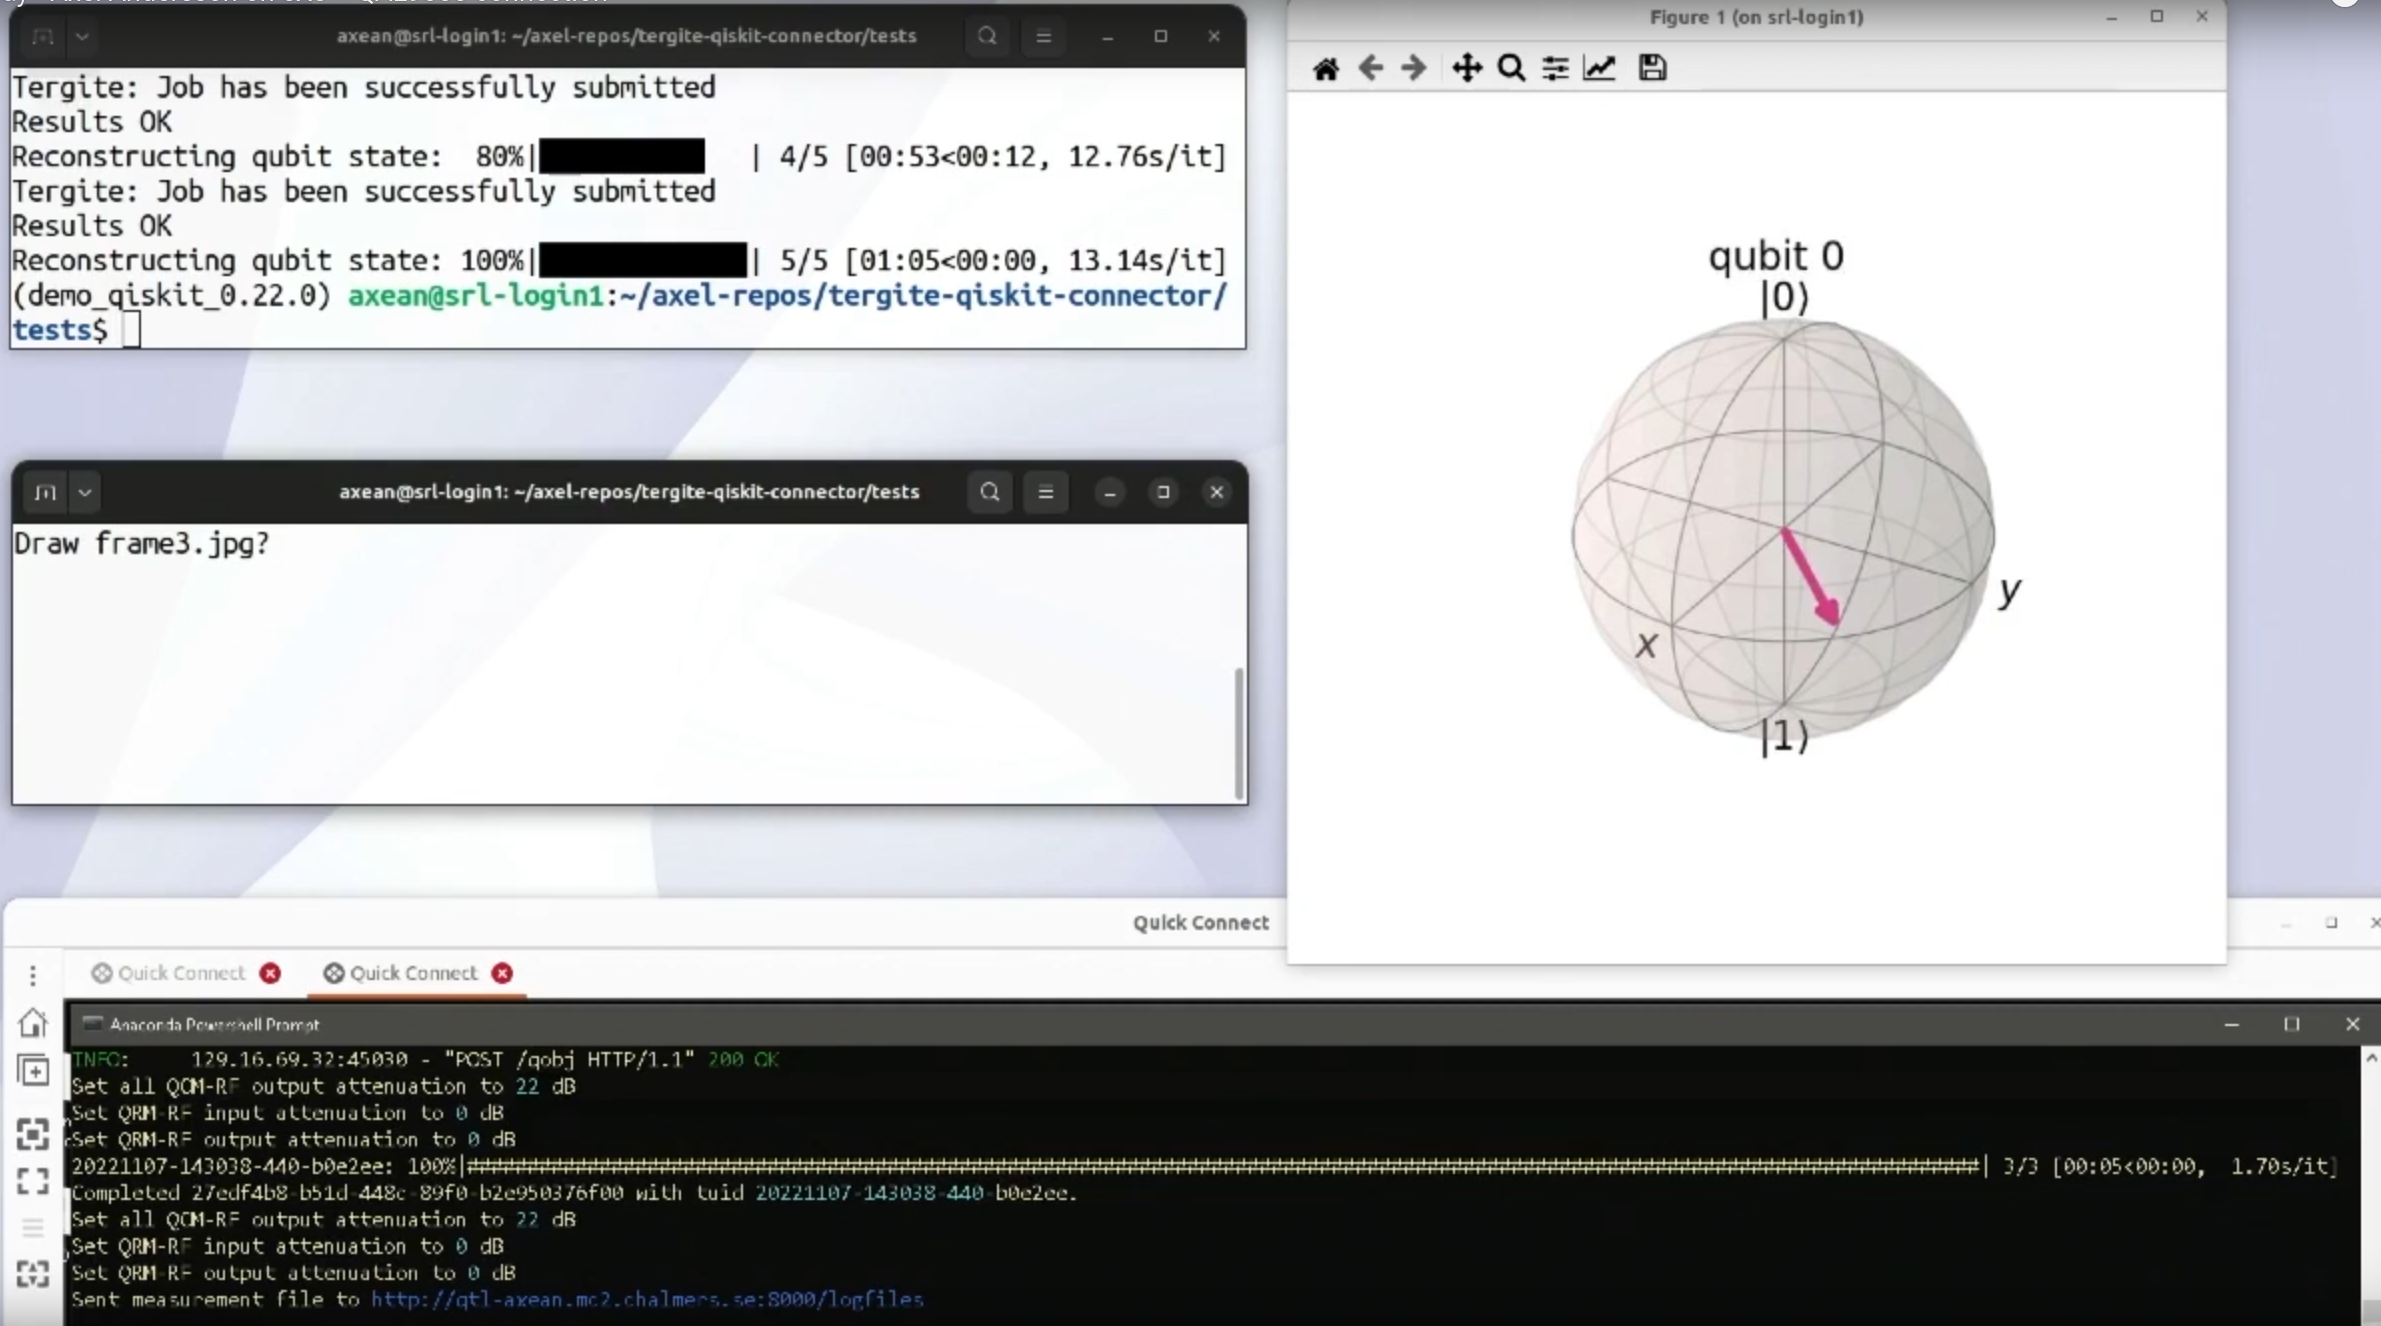 axean@srl-login1: ~/axel-repos/tergite-qiskit-connector/tests
Tergite: Job has been successfully submitted
Results OK
Reconstructing qubit state:  80%| | 4/5 [00:53<00:12, 12.76s/it]
Tergite: Job has been successfully submitted
Results OK
Reconstructing qubit state: 100%| | 5/5 [01:05<00:00, 13.14s/it]
(demo_qiskit_0.22.0) axean@srl-login1:~/axel-repos/tergite-qiskit-connector/
tests$
axean@srl-login1: ~/axel-repos/tergite-qiskit-connector/tests
Draw frame3.jpg?
Figure 1 (on srl-login1)
qubit 0
|0⟩
x
y
|1⟩
Quick Connect
Quick Connect
Quick Connect
Anaconda Powershell Prompt
INFO:     129.16.69.32:45030 - "POST /qobj HTTP/1.1" 200 OK
Set all QCM-RF output attenuation to 22 dB
Set QRM-RF input attenuation to 0 dB
Set QRM-RF output attenuation to 0 dB
20221107-143038-440-b0e2ee: 100%| | 3/3 [00:05<00:00,  1.70s/it]
Completed 27edf4b8-b51d-448c-89f0-b2e950376f00 with tuid 20221107-143038-440-b0e2ee.
Set all QCM-RF output attenuation to 22 dB
Set QRM-RF input attenuation to 0 dB
Set QRM-RF output attenuation to 0 dB
Sent measurement file to http://qtl-axean.mc2.chalmers.se:8000/logfiles